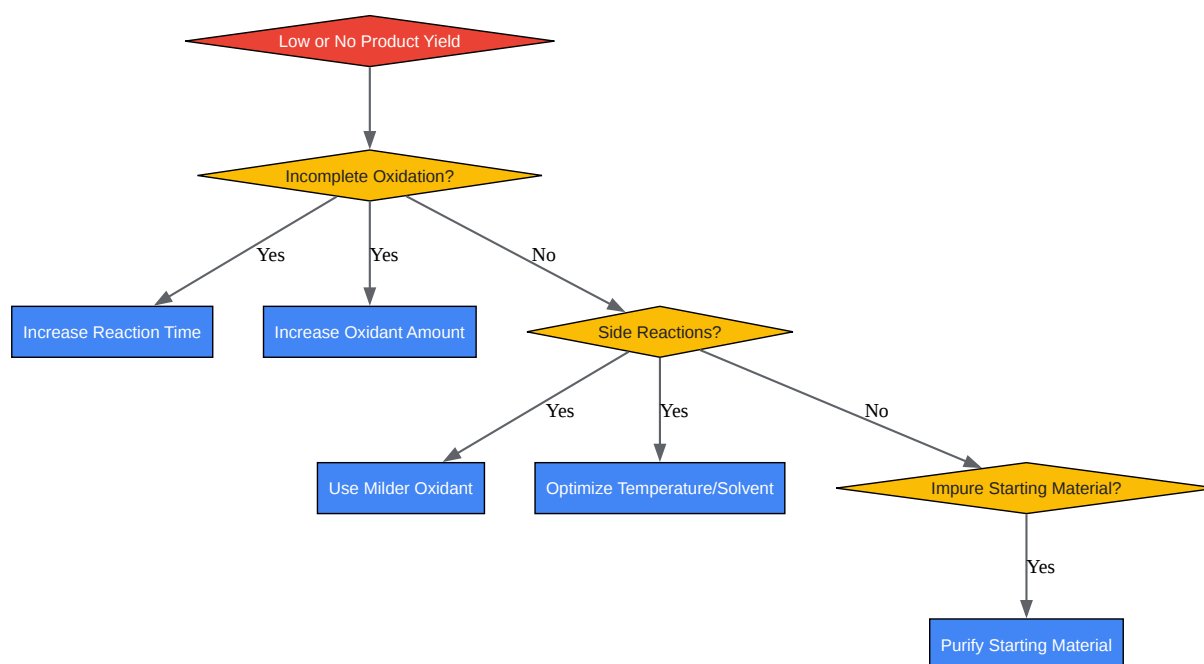 Low or No Product Yield
Incomplete Oxidation?
Yes
Yes
No
Increase Reaction Time
Increase Oxidant Amount
Side Reactions?
Yes
Yes
No
Use Milder Oxidant
Optimize Temperature/Solvent
Impure Starting Material?
Yes
Purify Starting Material